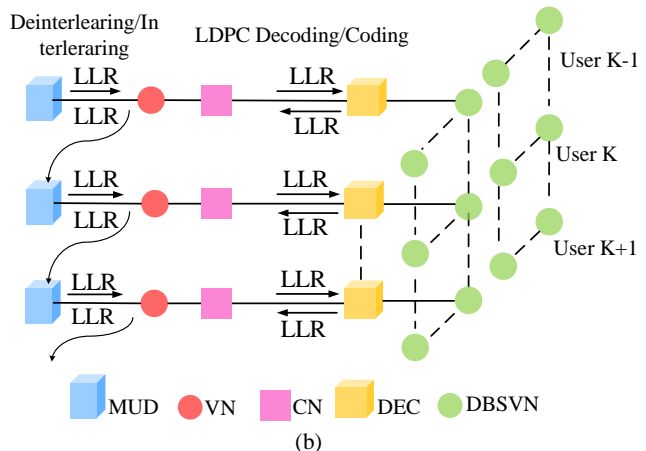 Deinterlearing/In
terleraring
LDPC Decoding/Coding
User K-1
LLR
LLR
LLR
LLR
User K
LLR
LLR
LLR
LLR
User K+1
LLR
LLR
LLR
LLR
MUD
VN
CN
DEC
DBSVN
(b)